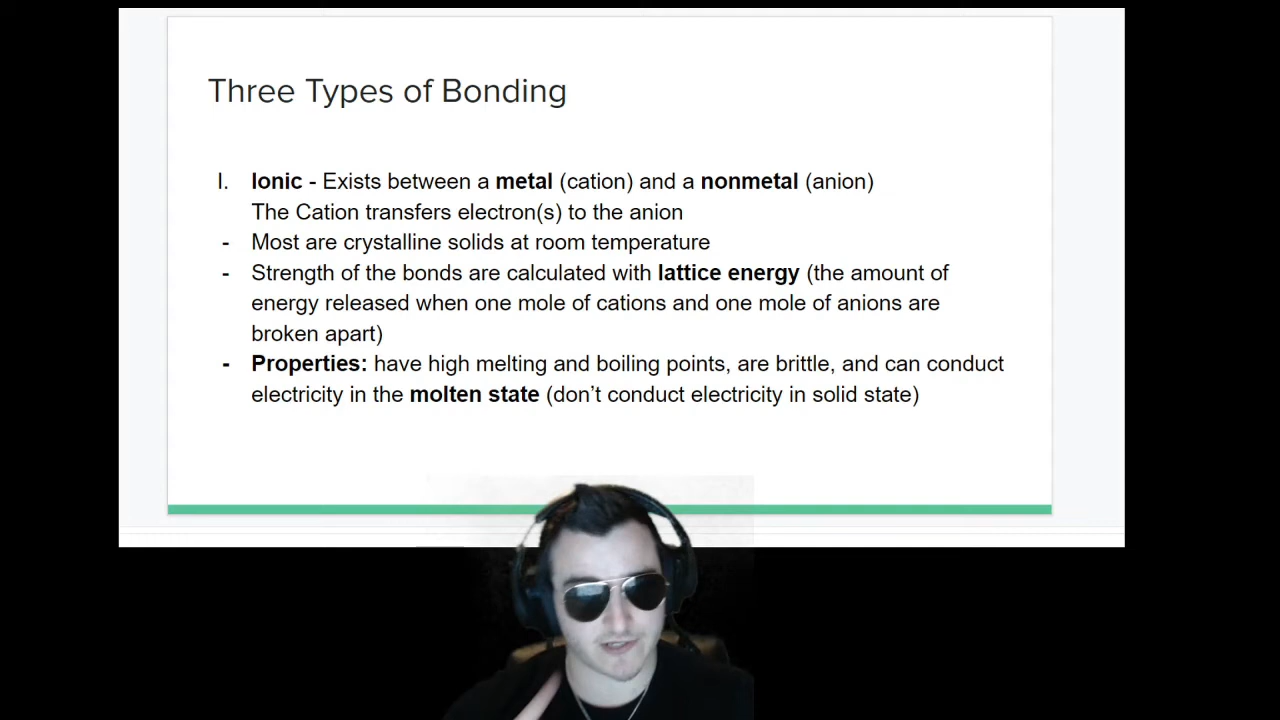 Three Types of Bonding
I. Ionic - Exists between a metal (cation) and a nonmetal (anion)
The Cation transfers electron(s) to the anion
- Most are crystalline solids at room temperature
- Strength of the bonds are calculated with lattice energy (the amount of
energy released when one mole of cations and one mole of anions are
broken apart)
- Properties: have high melting and boiling points, are brittle, and can conduct
electricity in the molten state (don’t conduct electricity in solid state)